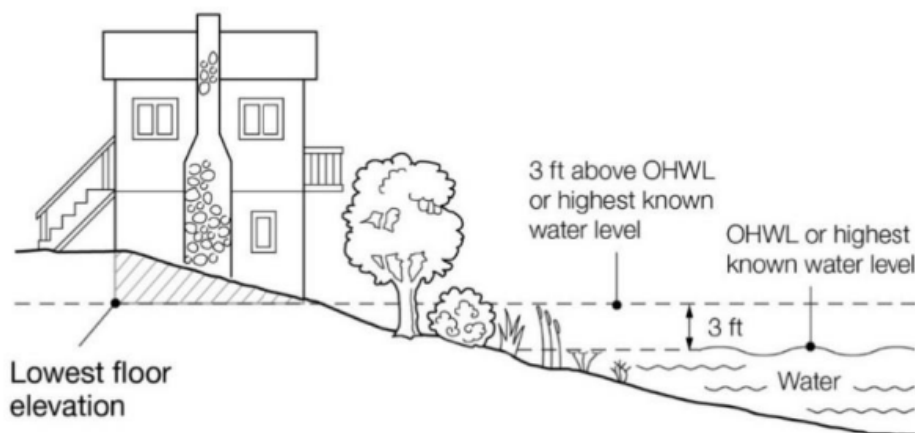 3 ft above OHWL
or highest known
water level
OHWL or highest
known water level
3 ft
Water
Lowest floor
elevation